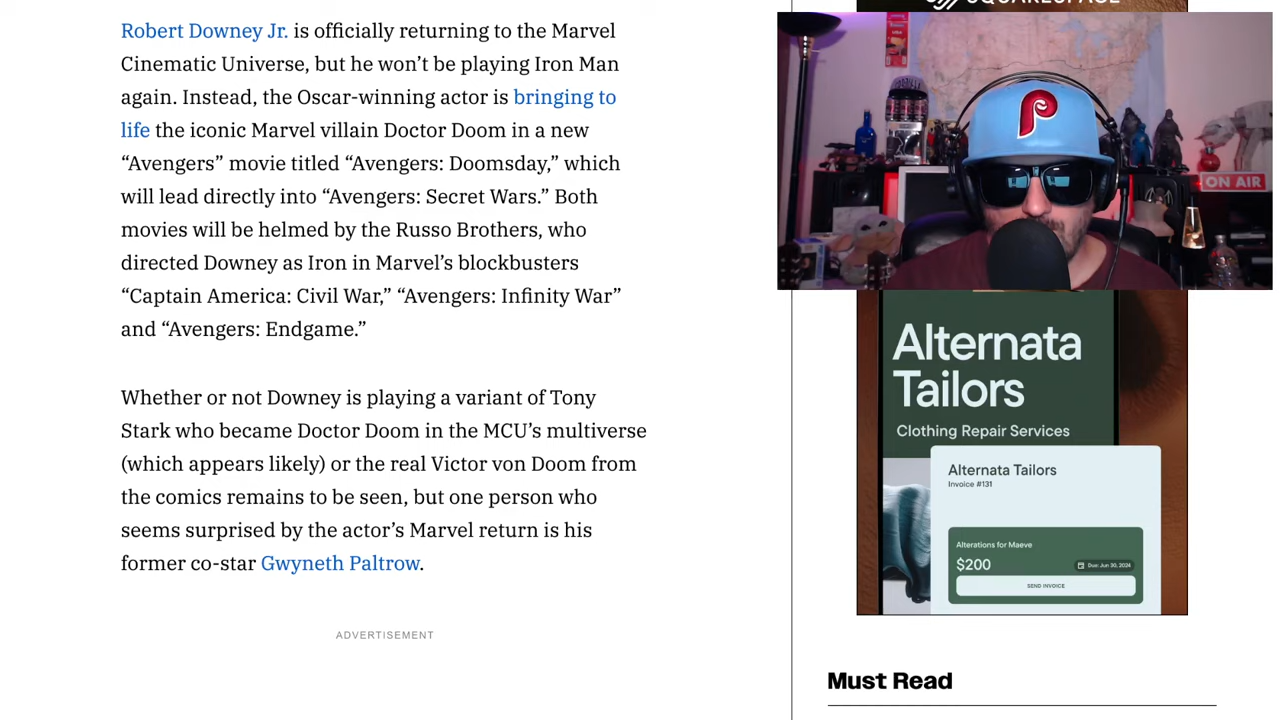 Robert Downey Jr. is officially returning to the Marvel
Cinematic Universe, but he won’t be playing Iron Man
again. Instead, the Oscar-winning actor is bringing to
life the iconic Marvel villain Doctor Doom in a new
“Avengers” movie titled “Avengers: Doomsday,” which
will lead directly into “Avengers: Secret Wars.” Both
movies will be helmed by the Russo Brothers, who
directed Downey as Iron in Marvel’s blockbusters
“Captain America: Civil War,” “Avengers: Infinity War”
and “Avengers: Endgame.”
Whether or not Downey is playing a variant of Tony
Stark who became Doctor Doom in the MCU’s multiverse
(which appears likely) or the real Victor von Doom from
the comics remains to be seen, but one person who
seems surprised by the actor’s Marvel return is his
former co-star Gwyneth Paltrow.
ADVERTISEMENT
SQUARESPACE
P
ON AIR
Alternata
Tailors
Clothing Repair Services
Alternata Tailors
Invoice #131
Alterations for Maeve
$200
Due: Jun 30, 2024
SEND INVOICE
Must Read